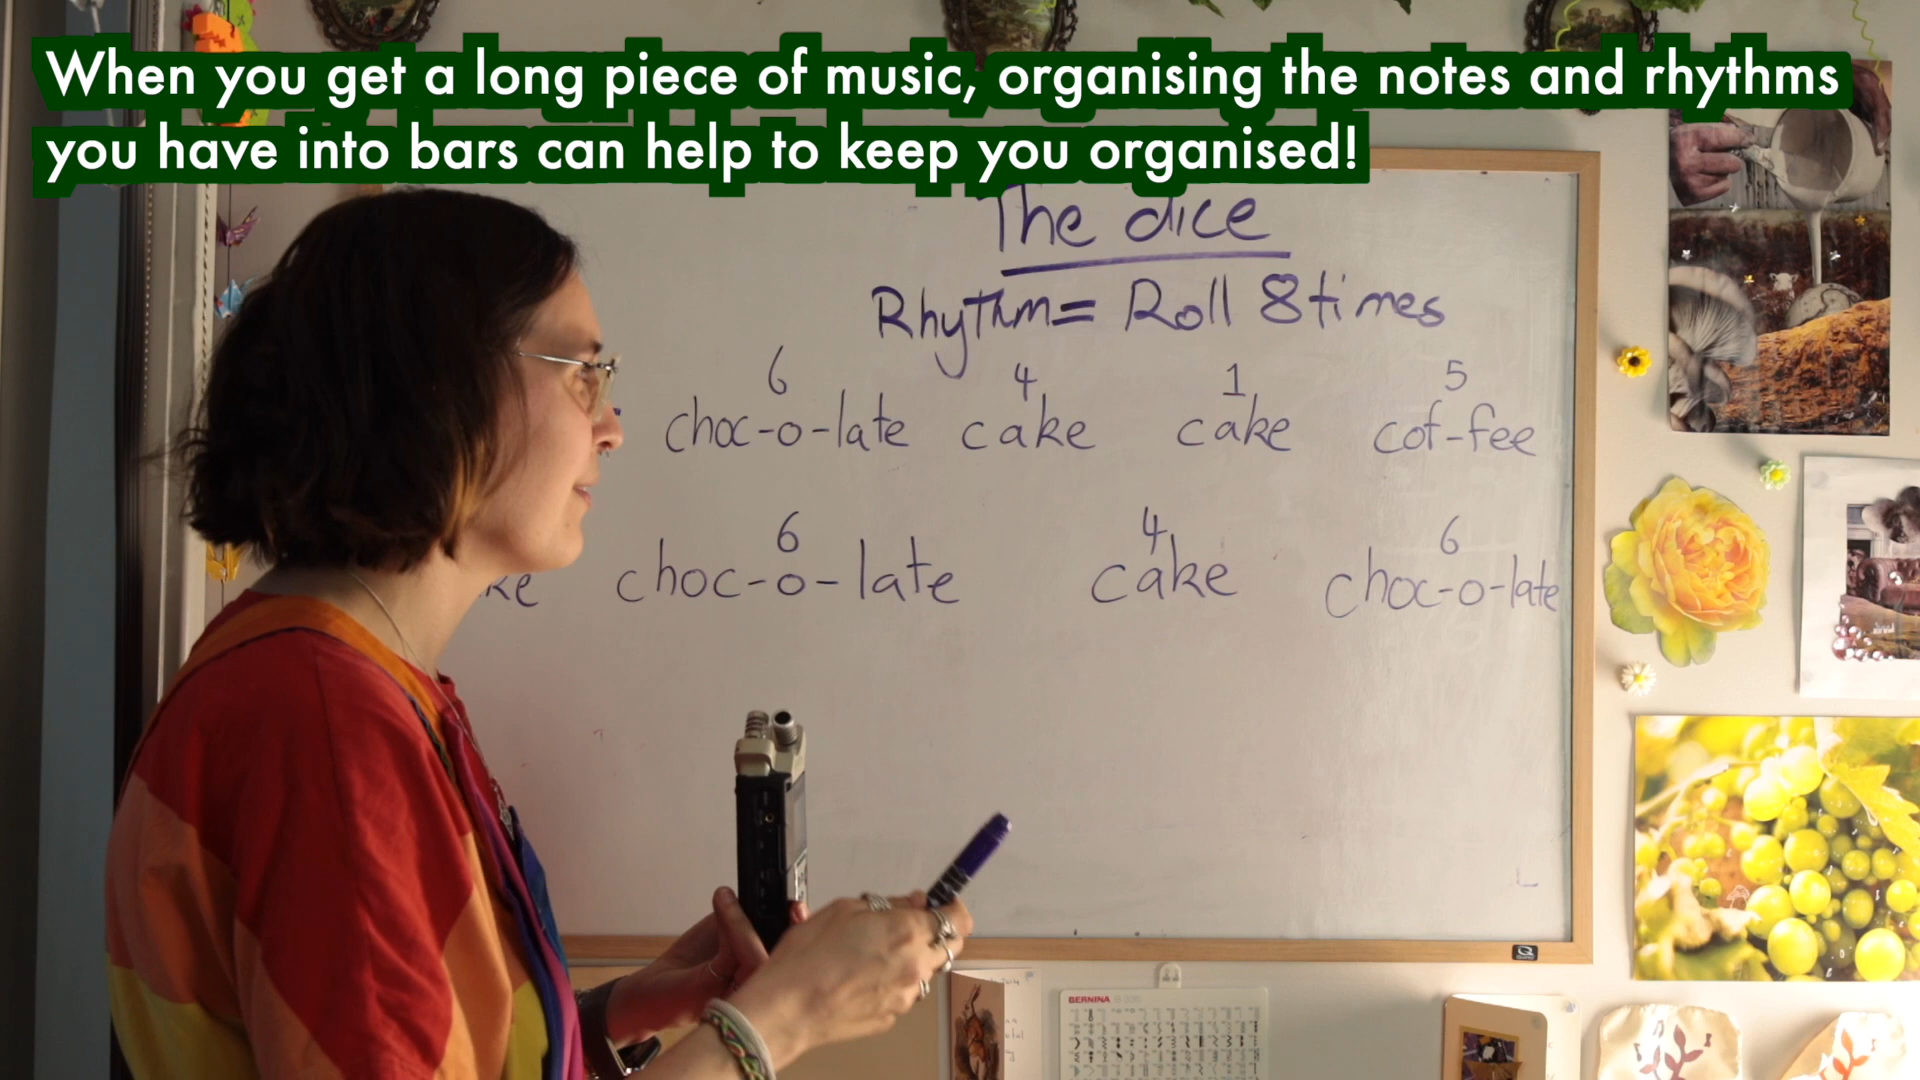 When you get a long piece of music, organising the notes and rhythms
you have into bars can help to keep you organised!
The dice
Rhythm = Roll 8 times
6 4 1 5
choc-o-late cake cake cof-fee
6 4 6
ke choc-o-late cake choc-o-late
BERNINA